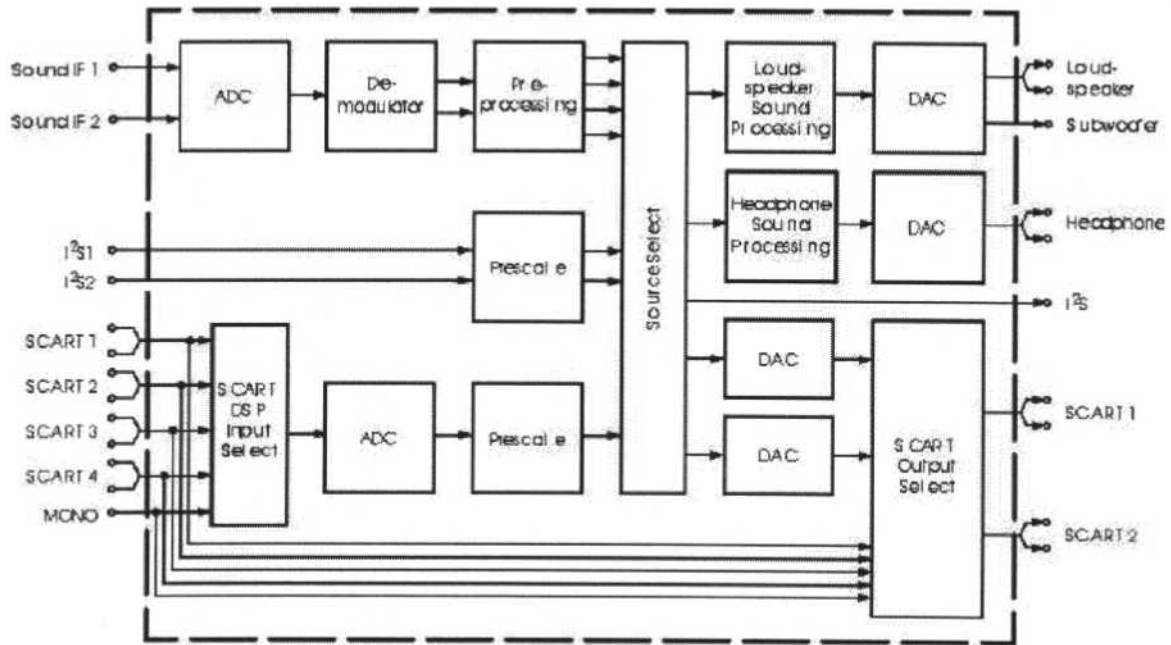 Sound IF 1
Sound IF 2
ADC
De-
modulator
Pre-
processing
Source Select
Loud-
speaker
Sound
Processing
DAC
Loud-
speaker
Subwoofer
Headphone
Sound
Processing
DAC
Headphone
I²S1
I²S2
Prescale
I²S
SCART 1
SCART 2
SCART 3
SCART 4
MONO
SCART
DSP
Input
Select
ADC
Prescale
DAC
DAC
SCART
Output
Select
SCART 1
SCART 2